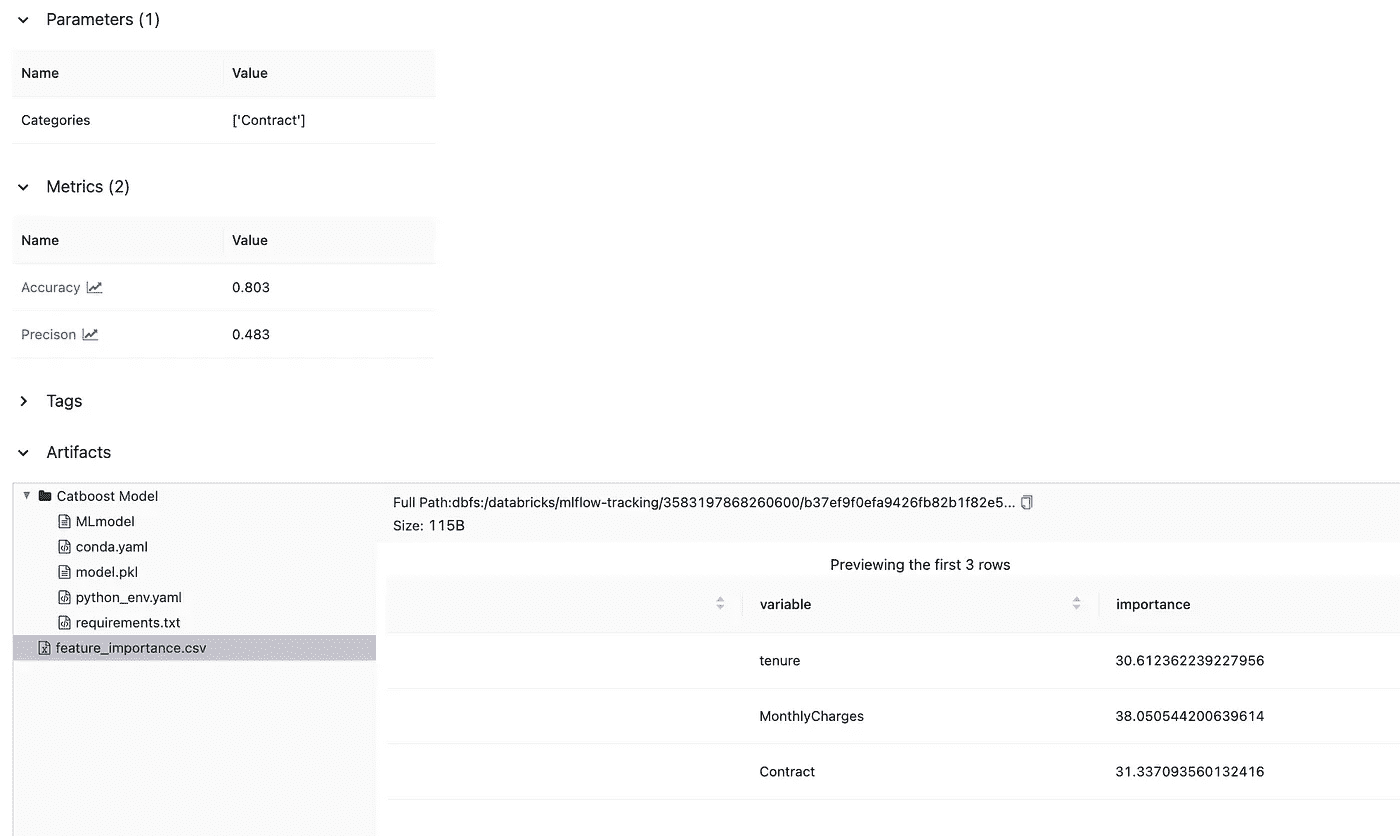 Parameters (1)
Name Value
Categories ['Contract']
Metrics (2)
Name Value
Accuracy 0.803
Precison 0.483
Tags
Artifacts
Catboost Model
MLmodel
conda.yaml
model.pkl
python_env.yaml
requirements.txt
feature_importance.csv
Full Path:dbfs:/databricks/mlflow-tracking/3583197868260600/b37ef9f0efa9426fb82b1f82e5...
Size: 115B
Previewing the first 3 rows
variable importance
tenure 30.612362239227956
MonthlyCharges 38.050544200639614
Contract 31.337093560132416